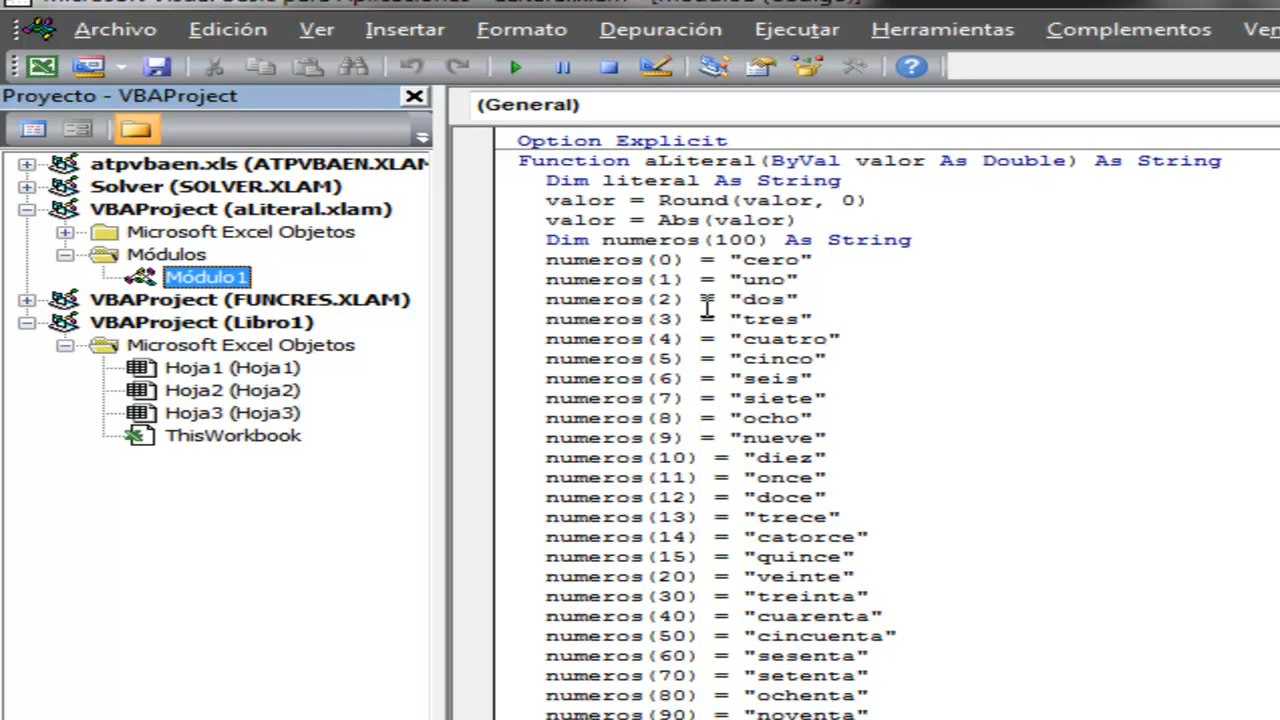 Archivo Edición Ver Insertar Formato Depuración Ejecutar Herramientas Complementos Ven
Proyecto - VBAProject
atpvbaen.xls (ATPVBAEN.XLAM
Solver (SOLVER.XLAM)
VBAProject (aLiteral.xlam)
Microsoft Excel Objetos
Módulos
Módulo1
VBAProject (FUNCRES.XLAM)
VBAProject (Libro1)
Microsoft Excel Objetos
Hoja1 (Hoja1)
Hoja2 (Hoja2)
Hoja3 (Hoja3)
ThisWorkbook
(General)
Option Explicit
Function aLiteral(ByVal valor As Double) As String
Dim literal As String
valor = Round(valor, 0)
valor = Abs(valor)
Dim numeros(100) As String
numeros(0) = "cero"
numeros(1) = "uno"
numeros(2) = "dos"
numeros(3) = "tres"
numeros(4) = "cuatro"
numeros(5) = "cinco"
numeros(6) = "seis"
numeros(7) = "siete"
numeros(8) = "ocho"
numeros(9) = "nueve"
numeros(10) = "diez"
numeros(11) = "once"
numeros(12) = "doce"
numeros(13) = "trece"
numeros(14) = "catorce"
numeros(15) = "quince"
numeros(20) = "veinte"
numeros(30) = "treinta"
numeros(40) = "cuarenta"
numeros(50) = "cincuenta"
numeros(60) = "sesenta"
numeros(70) = "setenta"
numeros(80) = "ochenta"
numeros(90) = "noventa"